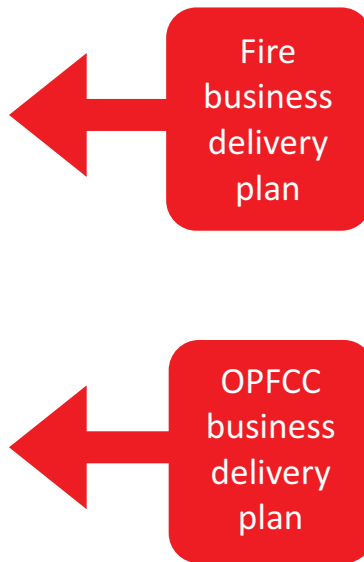 Fire
business
delivery
plan
OPFCC
business
delivery
plan